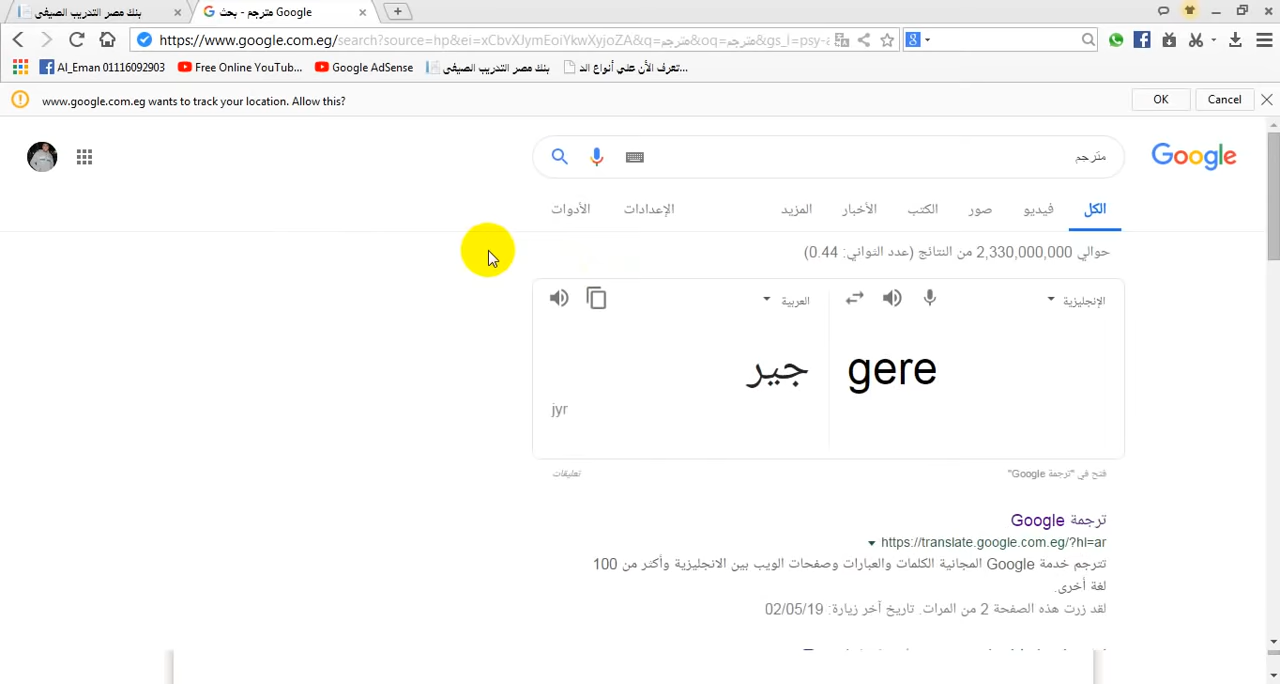 بنك مصر التدريب الصيفى
مترجم - بحث Google
https://www.google.com.eg/search?source=hp&ei=xCbvXJymEoiYkwXyjoZA&q=مترجم&oq=مترجم&gs_l=psy-a
Al_Eman 01116092903
Free Online YouTub...
Google AdSense
بنك مصر التدريب الصيفى
تعرف الأن علي أنواع الد...
www.google.com.eg wants to track your location. Allow this?
OK
Cancel
مترجم
Google
الكل
فيديو
صور
الكتب
الأخبار
المزيد
الإعدادات
الأدوات
حوالي 2,330,000,000 من النتائج (عدد الثواني: 0.44)
الإنجليزية
العربية
gere
جير
jyr
فتح في "ترجمة Google"
تعليقات
ترجمة Google
https://translate.google.com.eg/?hl=ar
تترجم خدمة Google المجانية الكلمات والعبارات وصفحات الويب بين الانجليزية وأكثر من 100
لغة أخرى.
لقد زرت هذه الصفحة 2 من المرات. تاريخ آخر زيارة: 02/05/19